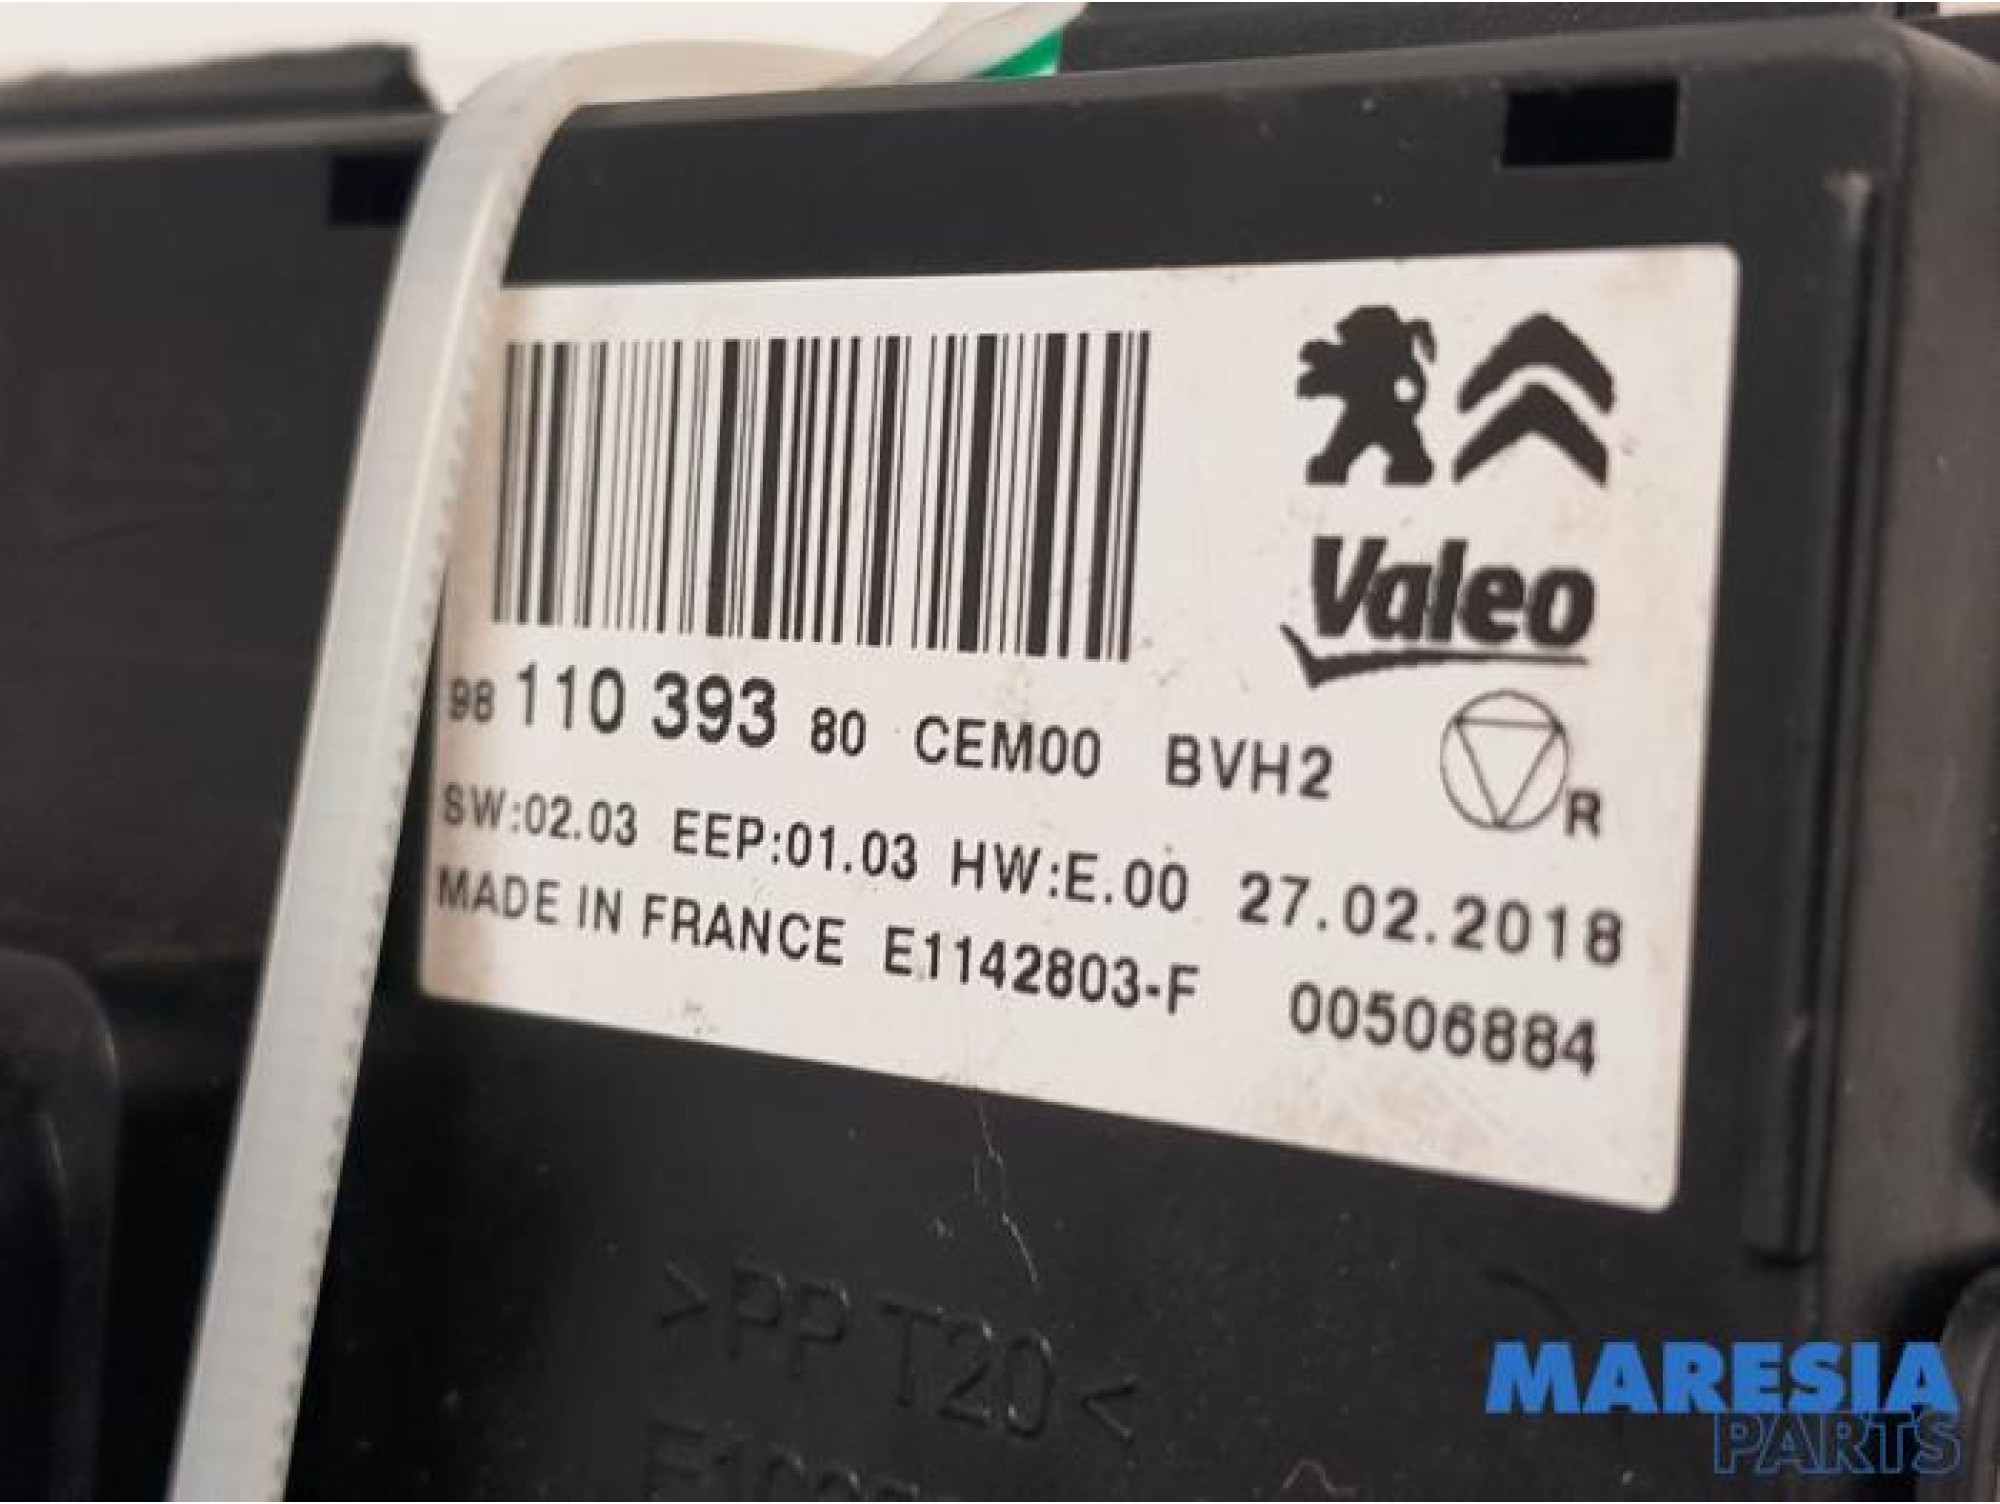 Valeo
98 110 393 80 CEM00 BVH2 R
SW:02.03 EEP:01.03 HW:E.00 27.02.2018
MADE IN FRANCE E1142803-F 00506884
>PP T20<
MARESIA
PARTS